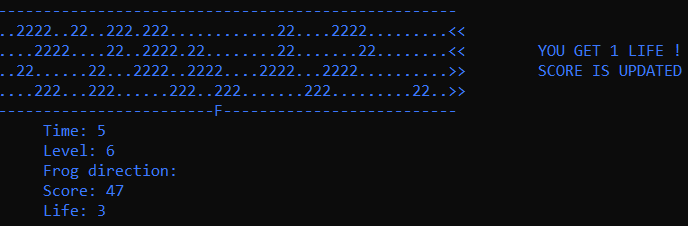 ---------------------------------------------------
..2222..22..222.222............22....2222.........<<
....2222....22..2222.22........22.......22........<< YOU GET 1 LIFE !
..22......22...2222..2222....2222...2222..........>> SCORE IS UPDATED
....222...222......222..222.......222.........22..>>
------------------------F--------------------------
Time: 5
Level: 6
Frog direction:
Score: 47
Life: 3